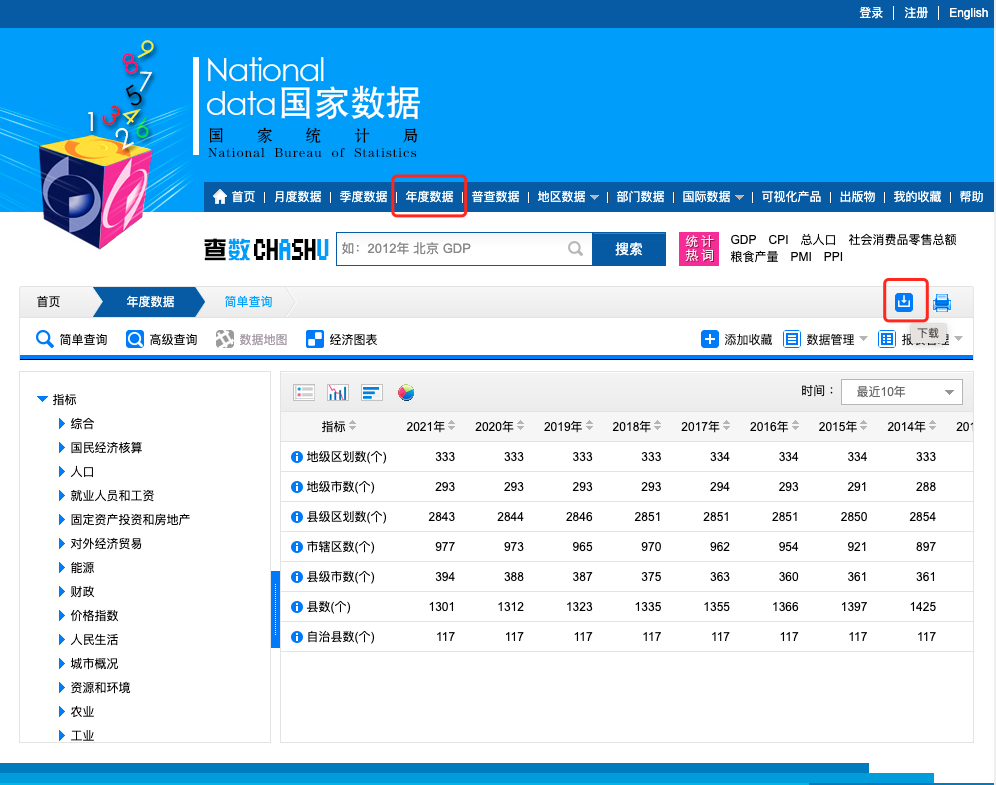 登录 注册 English
9
8
7
5
1 3 4
2 6
National
data国家数据
国家统计局
National Bureau of Statistics
首页 月度数据 季度数据 年度数据 普查数据 地区数据 部门数据 国际数据 可视化产品 出版物 我的收藏 帮助
查数 CHASHU 如：2012年 北京 GDP 搜索 统计热词 GDP CPI 总人口 社会消费品零售总额
粮食产量 PMI PPI
首页 年度数据 简单查询
下载
简单查询 高级查询 数据地图 经济图表 添加收藏 数据管理
时间： 最近10年
指标
综合
国民经济核算
人口
就业人员和工资
固定资产投资和房地产
对外经济贸易
能源
财政
价格指数
人民生活
城市概况
资源和环境
农业
工业
指标 2021年 2020年 2019年 2018年 2017年 2016年 2015年 2014年 201
地级区划数(个) 333 333 333 333 334 334 334 333
地级市数(个) 293 293 293 293 294 293 291 288
县级区划数(个) 2843 2844 2846 2851 2851 2851 2850 2854
市辖区数(个) 977 973 965 970 962 954 921 897
县级市数(个) 394 388 387 375 363 360 361 361
县数(个) 1301 1312 1323 1335 1355 1366 1397 1425
自治县数(个) 117 117 117 117 117 117 117 117